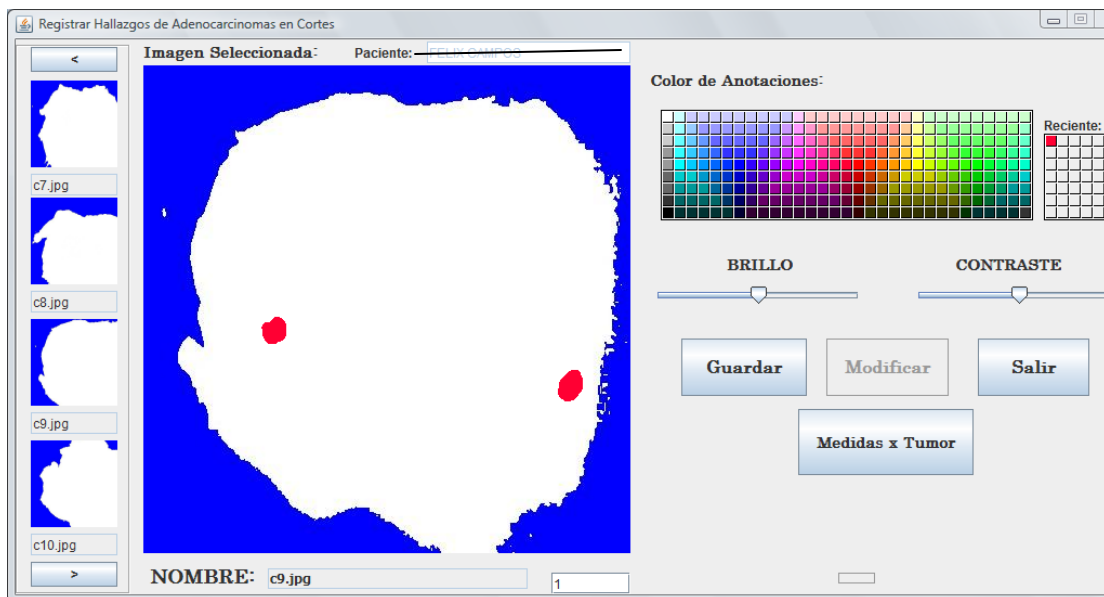 Registrar Hallazgos de Adenocarcinomas en Cortes
<
Imagen Seleccionada:
Paciente:
c7.jpg
c8.jpg
c9.jpg
c10.jpg
>
NOMBRE:
c9.jpg
1
Color de Anotaciones:
Reciente:
BRILLO
CONTRASTE
Guardar
Modificar
Salir
Medidas x Tumor